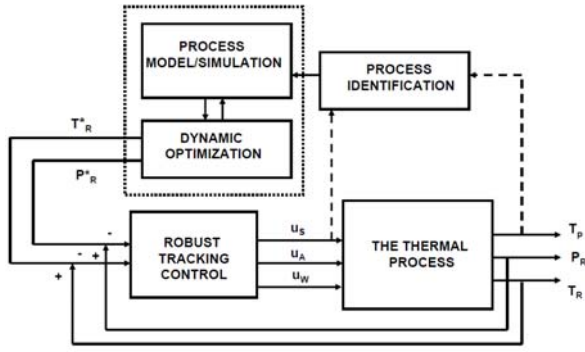 PROCESS
MODEL/SIMULATION
PROCESS
IDENTIFICATION
T*R
DYNAMIC
OPTIMIZATION
P*R
-
-
+
+
ROBUST
TRACKING
CONTROL
uS
uA
uW
THE THERMAL
PROCESS
TP
PR
TR